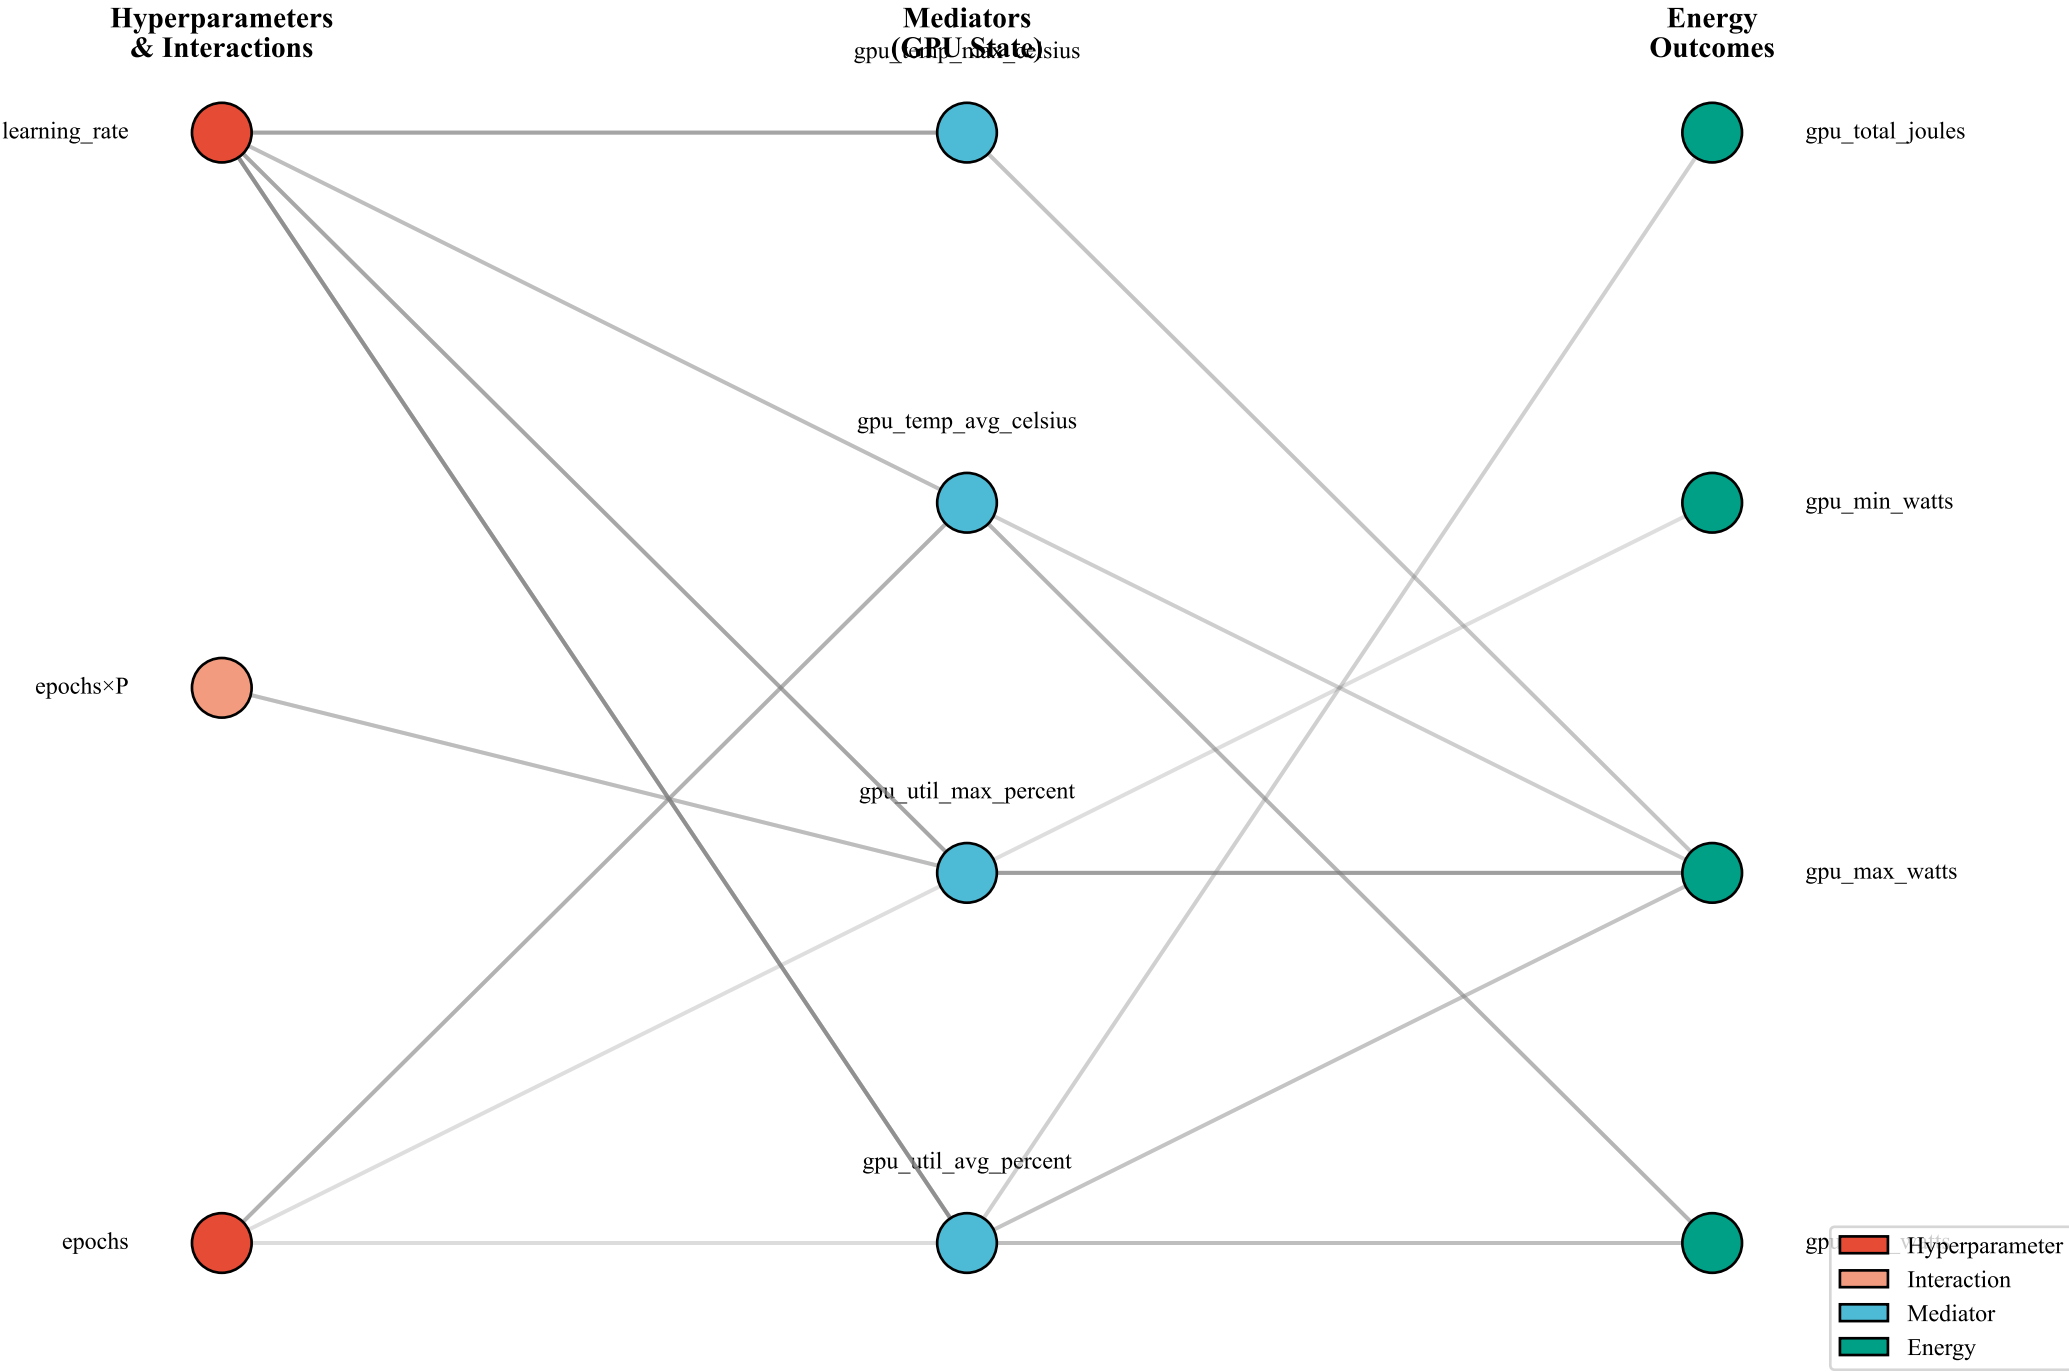 Hyperparameters
& Interactions
Mediators
(GPU State)
Energy
Outcomes
gpu_temp_max_celsius
learning_rate
gpu_total_joules
gpu_temp_avg_celsius
gpu_min_watts
epochs×P
gpu_util_max_percent
gpu_max_watts
gpu_util_avg_percent
epochs
Hyperparameter
Interaction
Mediator
Energy